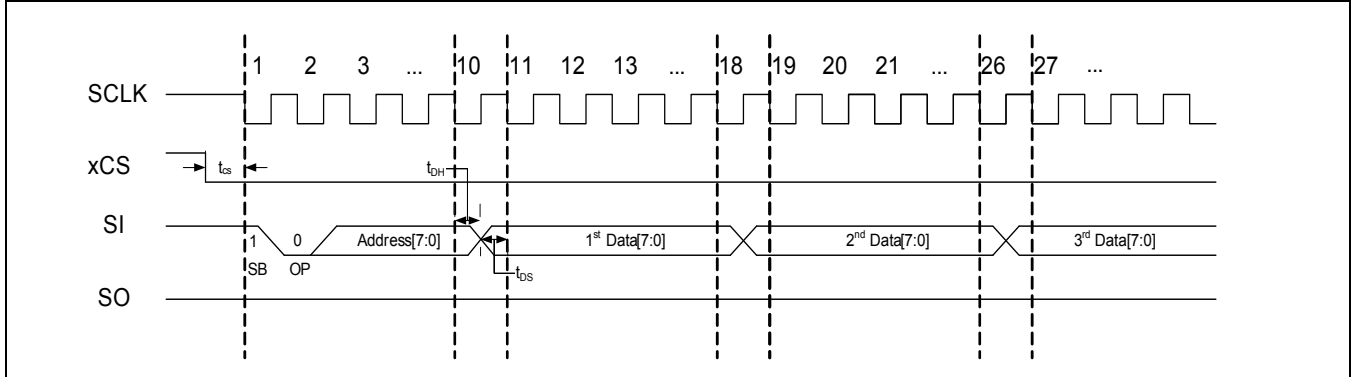 1 2 3 ... 10 11 12 13 ... 18 19 20 21 ... 26 27 ...
SCLK
xCS tcs tDH
SI 1 0 Address[7:0] 1st Data[7:0] 2nd Data[7:0] 3rd Data[7:0]
SB OP tDS
SO